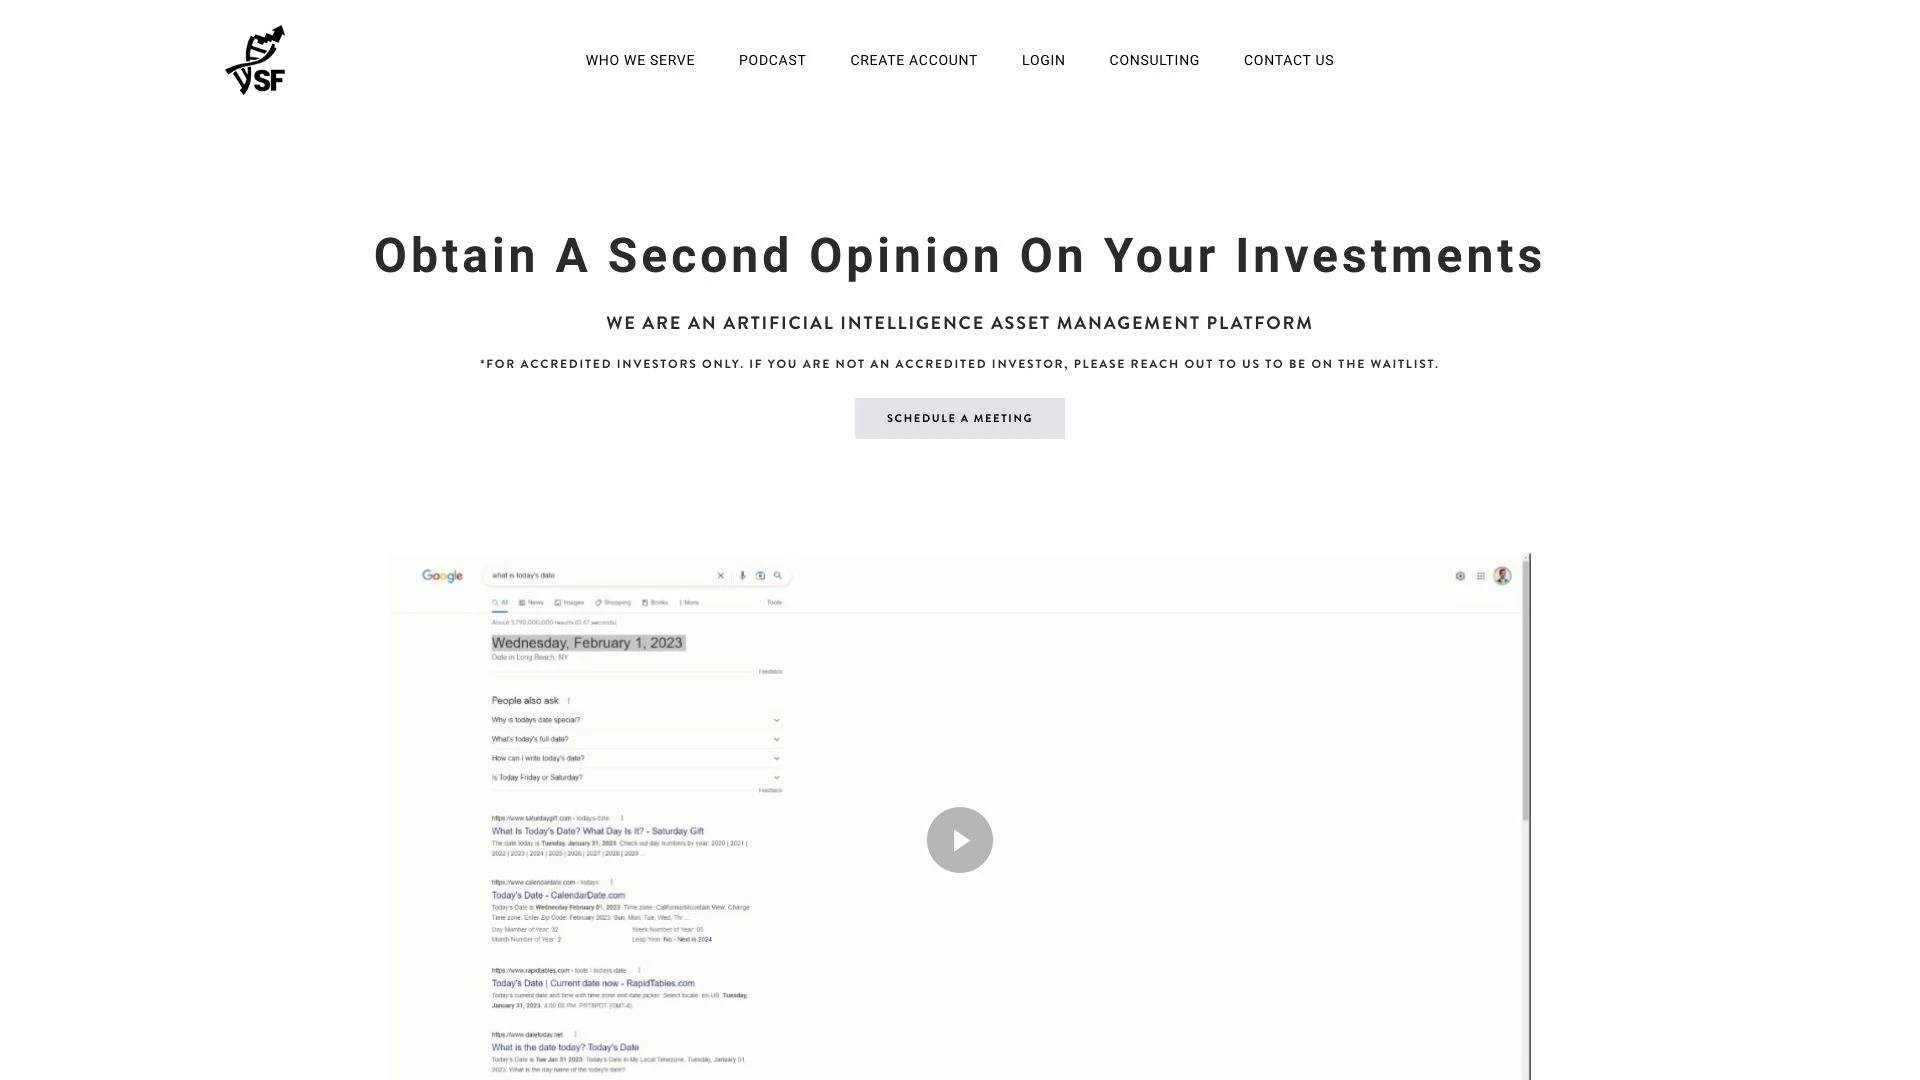 YSF
WHO WE SERVE
PODCAST
CREATE ACCOUNT
LOGIN
CONSULTING
CONTACT US
Obtain A Second Opinion On Your Investments
WE ARE AN ARTIFICIAL INTELLIGENCE ASSET MANAGEMENT PLATFORM
*FOR ACCREDITED INVESTORS ONLY. IF YOU ARE NOT AN ACCREDITED INVESTOR, PLEASE REACH OUT TO US TO BE ON THE WAITLIST.
SCHEDULE A MEETING
Google
what is today's date
All News Images Shopping Books More Tools
About 3,790,000,000 results (0.67 seconds)
Wednesday, February 1, 2023
Date in Long Beach, NY
Feedback
People also ask
Why is todays date special?
What's today's full date?
How can I write today's date?
Is Today Friday or Saturday?
Feedback
https://www.saturdaygift.com › todays-date
What Is Today's Date? What Day Is It? - Saturday Gift
The date today is Tuesday, January 31, 2023. Check out day numbers by year: 2020 | 2021 |
2022 | 2023 | 2024 | 2025 | 2026 | 2027 | 2028 | 2029 ...
https://www.calendardate.com › todays
Today's Date - CalendarDate.com
Today's Date is Wednesday February 01, 2023. Time zone: California/Mountain View. Change
Time zone. Enter Zip Code: February 2023. Sun, Mon, Tue, Wed, Thr ...
Day Number of Year: 32 Week Number of Year: 05
Month Number of Year: 2 Leap Year: No - Next is 2024
https://www.rapidtables.com › tools › todays-date
Today's Date | Current date now - RapidTables.com
Today's current date and time with time zone and date picker: Select locale: en-US. Tuesday,
January 31, 2023. 4:00:05 PM. PST8PDT (GMT-8).
https://www.datetoday.net
What is the date today? Today's Date
Today's Date is Tue Jan 31 2023. Today's Date in My Local Timezone. Tuesday, January 31,
2023. What is the day name of the today's date?